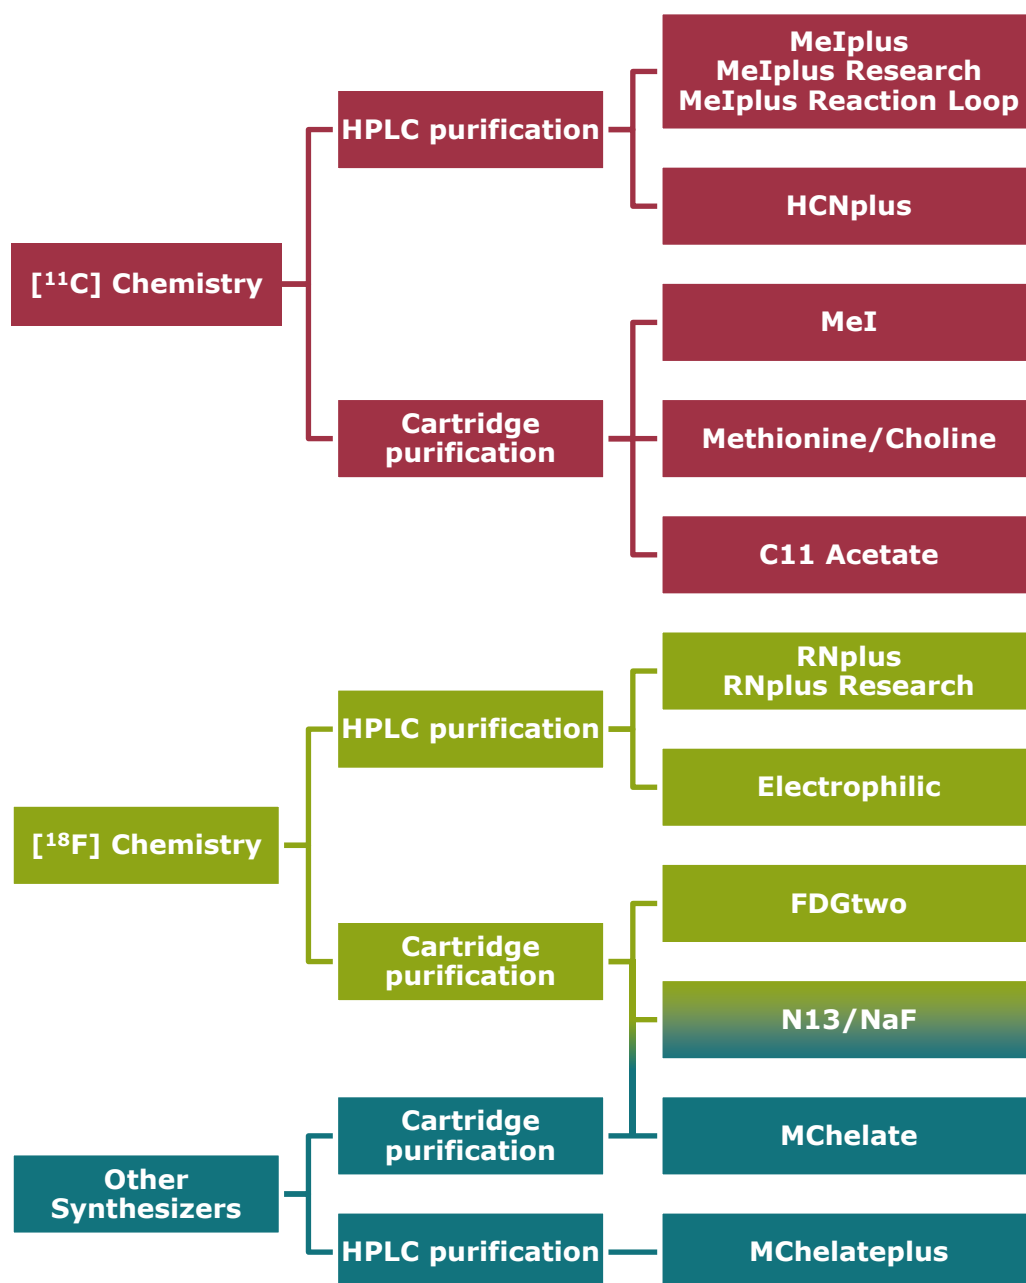 [¹¹C] Chemistry
HPLC purification
MeIplus
MeIplus Research
MeIplus Reaction Loop
HCNplus
Cartridge
purification
MeI
Methionine/Choline
C11 Acetate
[¹⁸F] Chemistry
HPLC purification
RNplus
RNplus Research
Electrophilic
Cartridge
purification
FDGtwo
N13/NaF
Other
Synthesizers
Cartridge
purification
MChelate
HPLC purification
MChelateplus